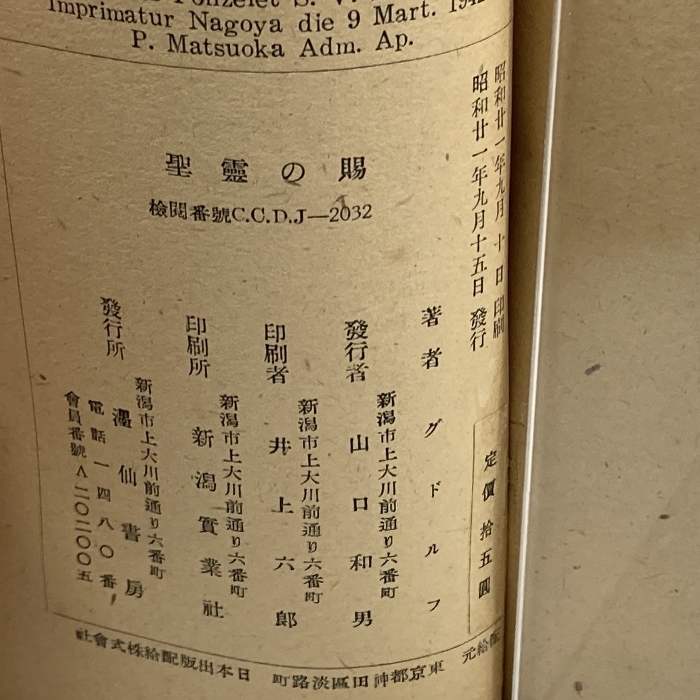 Imprimatur Nagoya die 9 Mart.
P. Matsuoka Adm. Ap.
昭和廿一年九月十日 印刷
昭和廿一年九月十五日 發行
聖靈の賜
檢閱番號C.C.D.J—2032
定價拾五圓
著者 グドルフ
新潟市上大川前通り六番町
發行者 山口和男
新潟市上大川前通り六番町
印刷者 井上六郎
新潟市上大川前通り六番町
印刷所 新潟實業社
新潟市上大川前通り六番町
發行所 仙書房
電話一四八〇番
會員番號A二〇二〇〇五
配給元 東京都神田區淡路町 日本出版配給株式會社